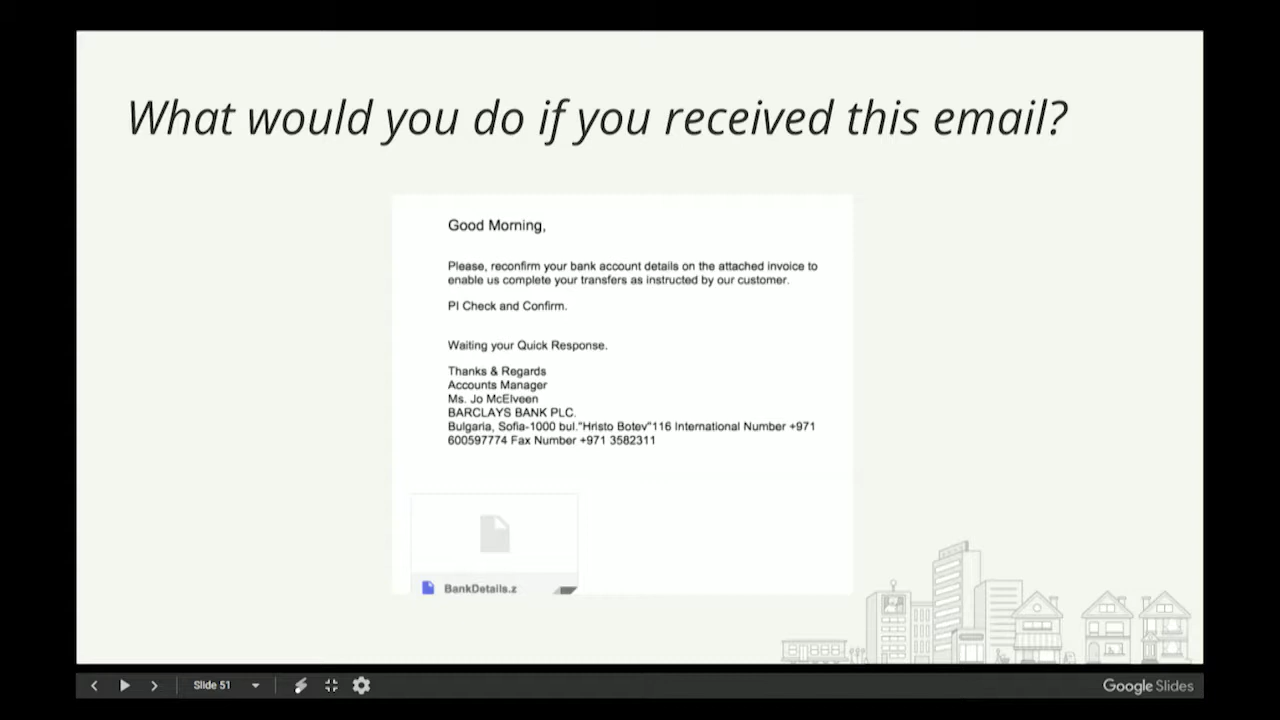 What would you do if you received this email?
Good Morning,
Please, reconfirm your bank account details on the attached invoice to
enable us complete your transfers as instructed by our customer.
Pl Check and Confirm.
Waiting your Quick Response.
Thanks & Regards
Accounts Manager
Ms. Jo McElveen
BARCLAYS BANK PLC.
Bulgaria, Sofia-1000 bul."Hristo Botev"116 International Number +971
600597774 Fax Number +971 3582311
BankDetails.z
Slide 51
Google Slides